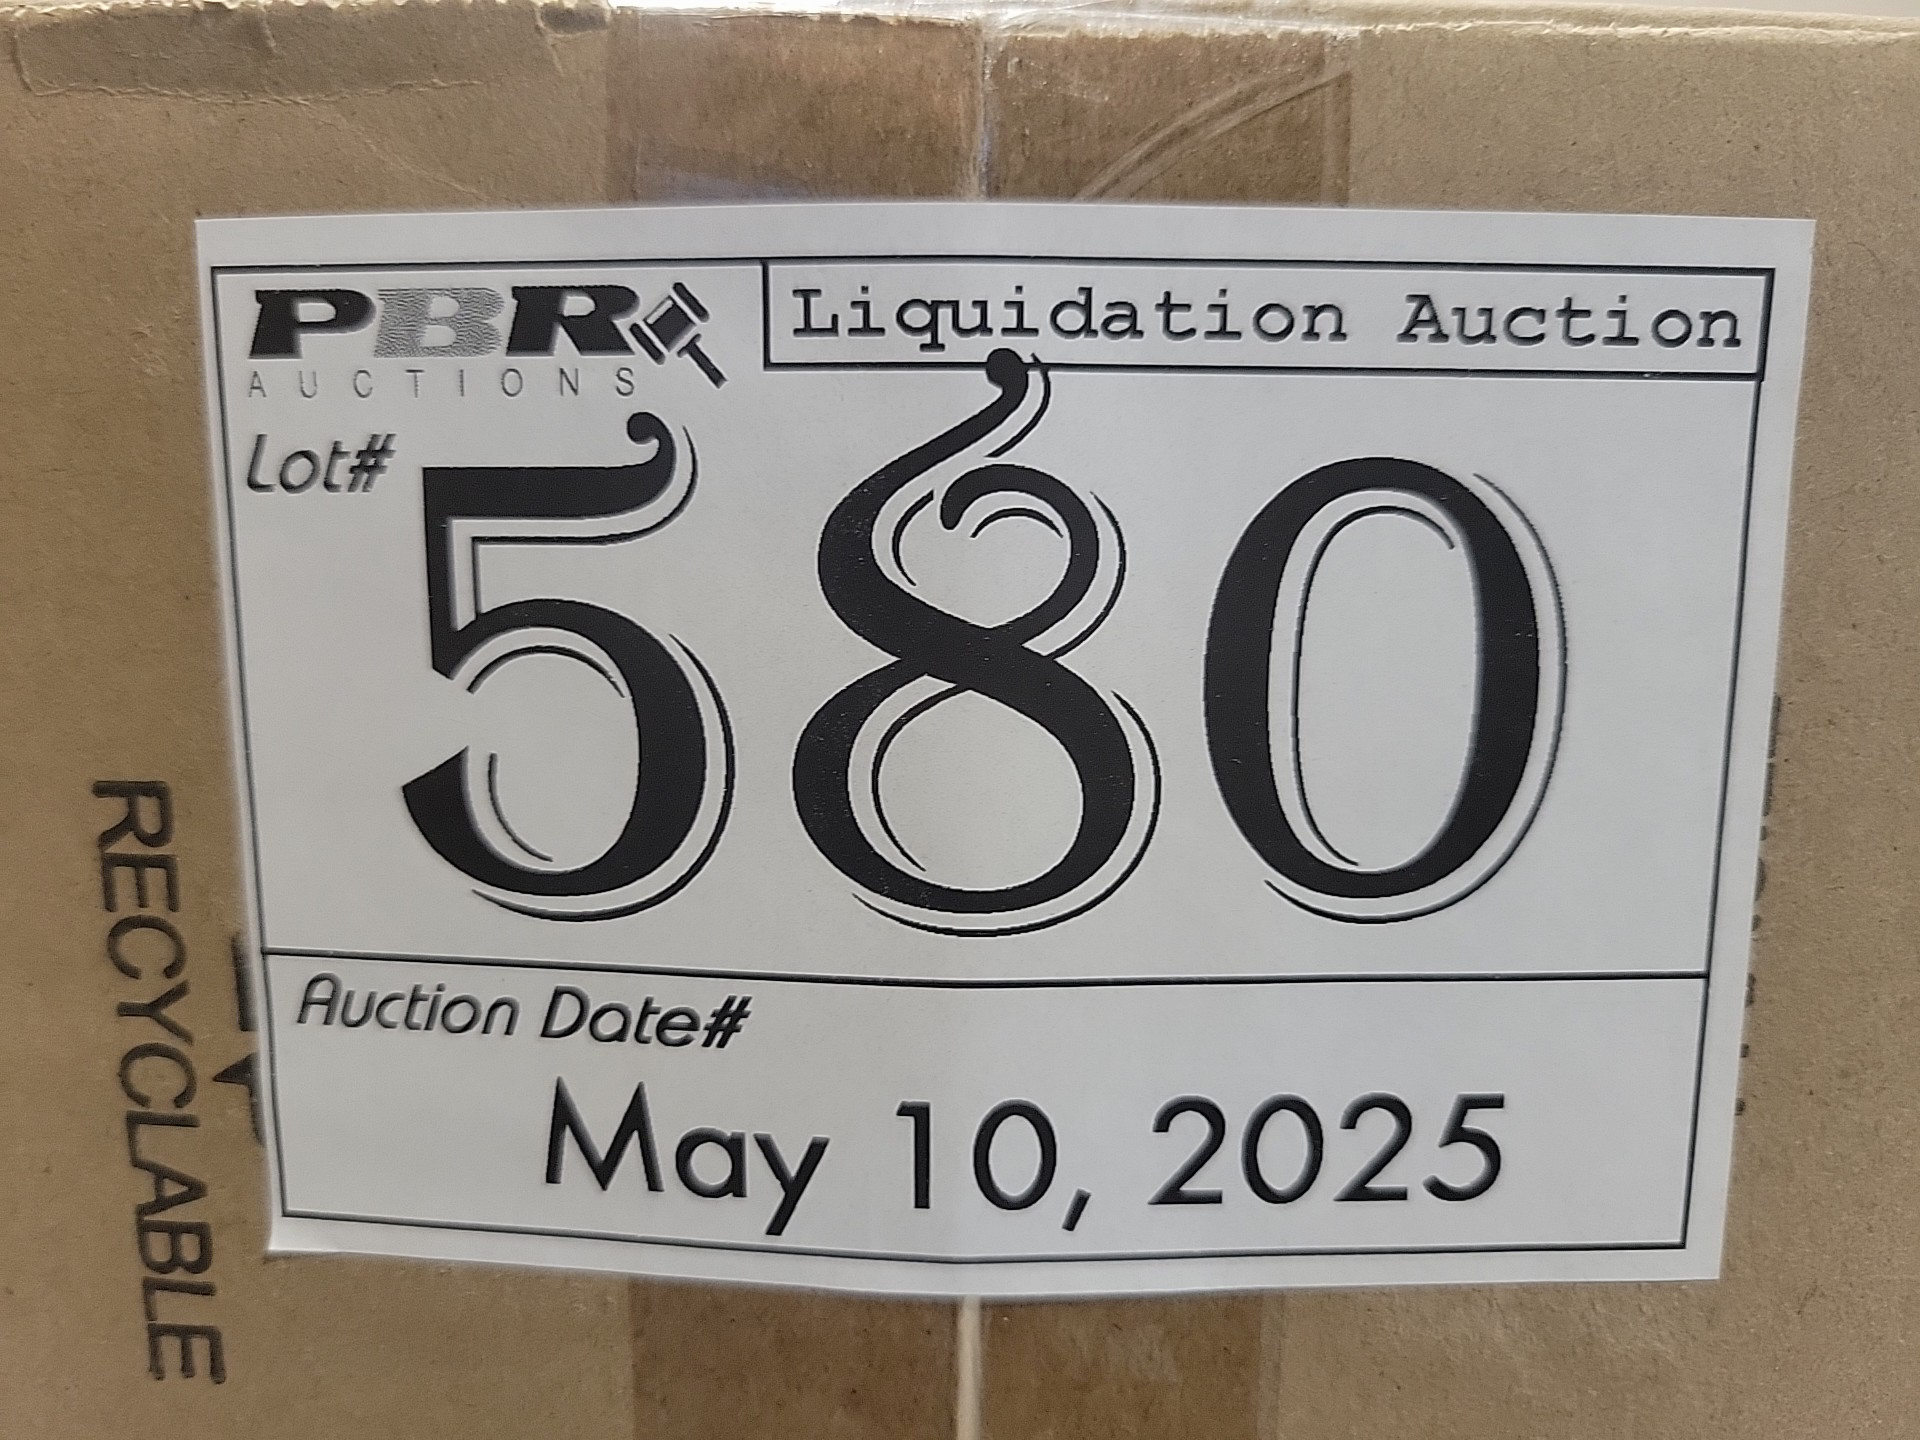 PBR
AUCTIONS
Liquidation Auction
Lot#
580
Auction Date#
May 10, 2025
RECYCLABLE